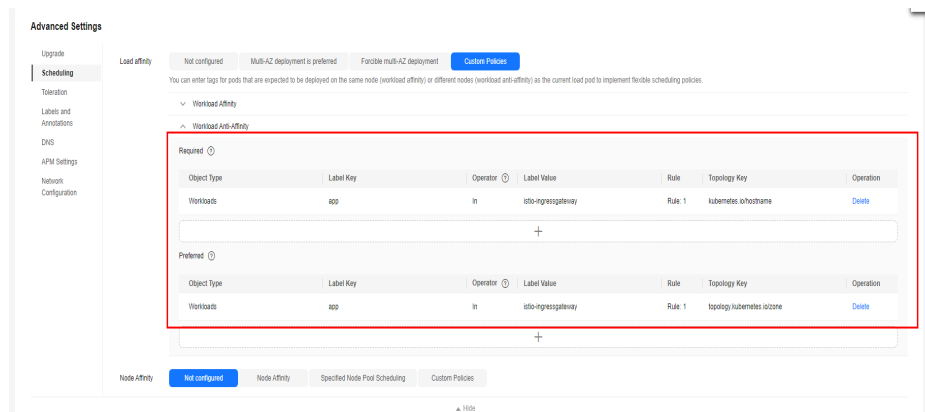 Advanced Settings
Upgrade
Scheduling
Toleration
Labels and
Annotations
DNS
APM Settings
Network
Configuration
Load affinity
Not configured Multi-AZ deployment is preferred Forcible multi-AZ deployment Custom Policies
You can enter tags for pods that are expected to be deployed on the same node (workload affinity) or different nodes (workload anti-affinity) as the current load pod to implement flexible scheduling policies.
Workload Affinity
Workload Anti-Affinity
Required ?
Object Type Label Key Operator ? Label Value Rule Topology Key Operation
Workloads app In istio-ingressgateway Rule: 1 kubernetes.io/hostname Delete
+
Preferred ?
Object Type Label Key Operator ? Label Value Rule Topology Key Operation
Workloads app In istio-ingressgateway Rule: 1 topology.kubernetes.io/zone Delete
+
Node Affinity Not configured Node Affinity Specified Node Pool Scheduling Custom Policies
▲ Hide